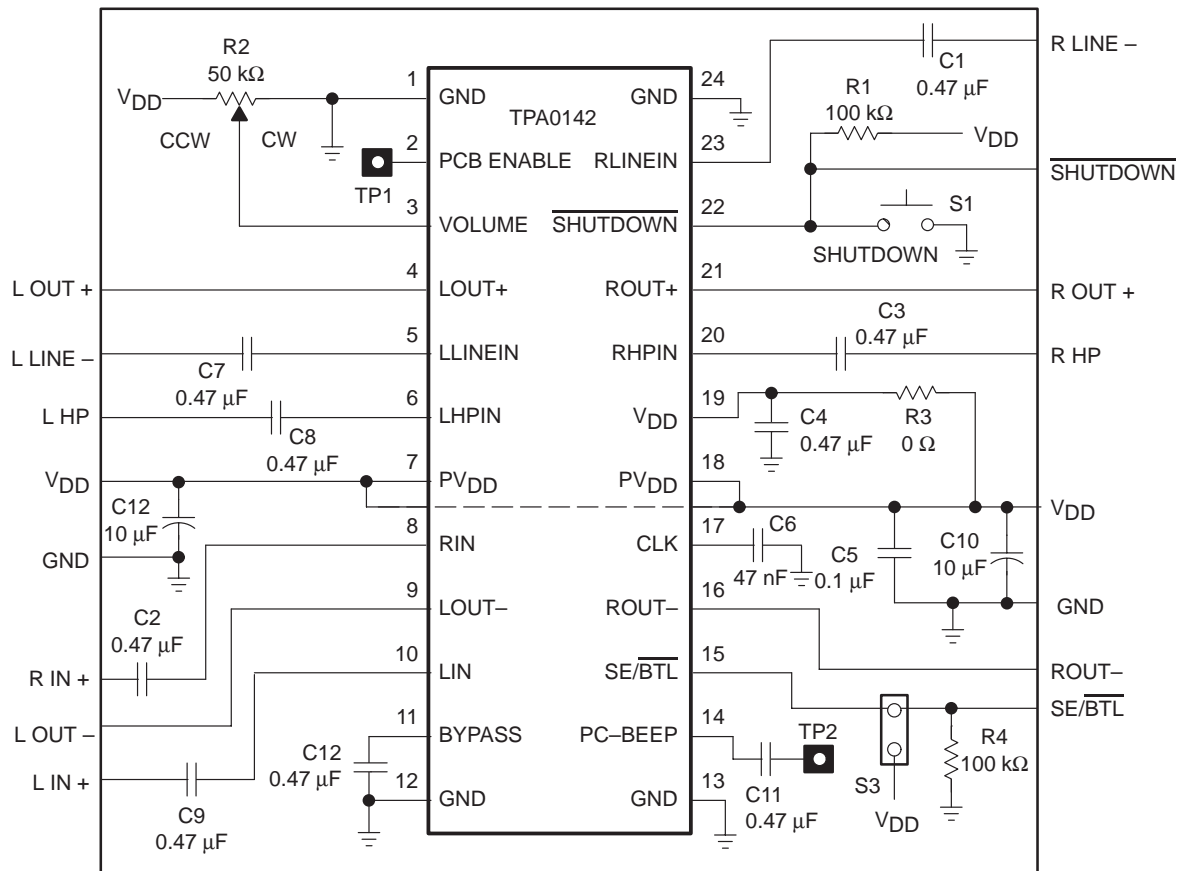 R2
50 kΩ
VDD
CCW
CW
TP1
1
GND
2
PCB ENABLE
3
VOLUME
4
LOUT+
5
LLINEIN
6
LHPIN
7
PVDD
8
RIN
9
LOUT–
10
LIN
11
BYPASS
12
GND
TPA0142
24
GND
23
RLINEIN
22
SHUTDOWN
21
ROUT+
20
RHPIN
19
VDD
18
PVDD
17
CLK
16
ROUT–
15
SE/BTL
14
PC–BEEP
13
GND
L OUT +
L LINE –
C7
0.47 µF
L HP
C8
0.47 µF
VDD
C12
10 µF
GND
C2
0.47 µF
R IN +
L OUT –
L IN +
C9
0.47 µF
C12
0.47 µF
C1
0.47 µF
R LINE –
R1
100 kΩ
VDD
SHUTDOWN
S1
SHUTDOWN
R OUT +
C3
0.47 µF
R HP
C4
0.47 µF
R3
0 Ω
VDD
C6
47 nF
C5
0.1 µF
C10
10 µF
GND
ROUT–
SE/BTL
TP2
C11
0.47 µF
S3
VDD
R4
100 kΩ